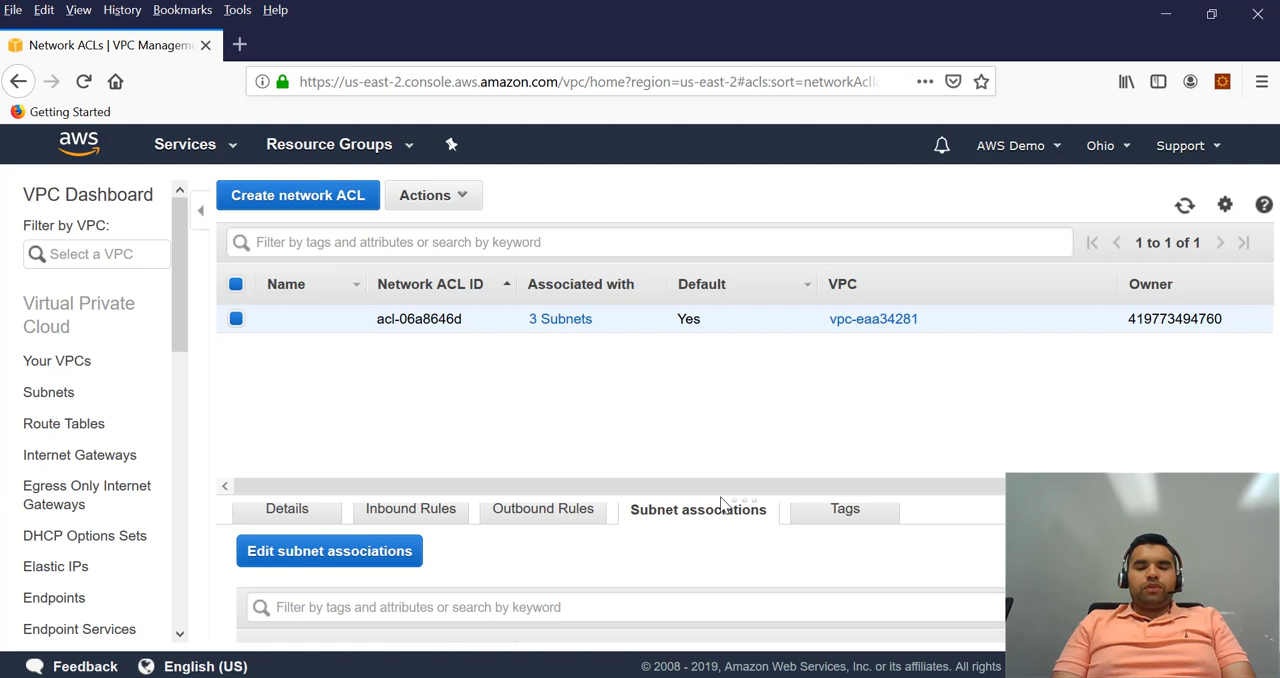 File Edit View History Bookmarks Tools Help
Network ACLs | VPC Managem
https://us-east-2.console.aws.amazon.com/vpc/home?region=us-east-2#acls:sort=networkAcl
Getting Started
aws Services Resource Groups AWS Demo Ohio Support
VPC Dashboard
Filter by VPC:
Select a VPC
Virtual Private
Cloud
Your VPCs
Subnets
Route Tables
Internet Gateways
Egress Only Internet
Gateways
DHCP Options Sets
Elastic IPs
Endpoints
Endpoint Services
Create network ACL Actions
Filter by tags and attributes or search by keyword 1 to 1 of 1
Name Network ACL ID Associated with Default VPC Owner
acl-06a8646d 3 Subnets Yes vpc-eaa34281 419773494760
Details Inbound Rules Outbound Rules Subnet associations Tags
Edit subnet associations
Filter by tags and attributes or search by keyword
Feedback English (US) © 2008 - 2019, Amazon Web Services, Inc. or its affiliates. All rights